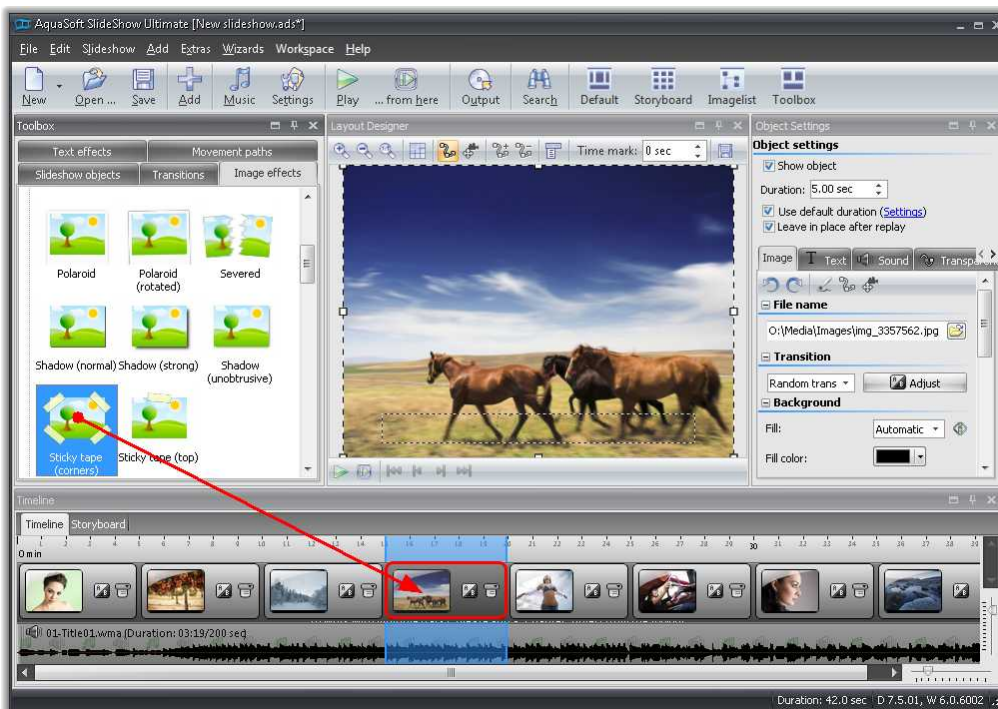 AquaSoft SlideShow Ultimate [New slideshow.ads*]
File Edit Slideshow Add Extras Wizards Workspace Help
New Open ... Save Add Music Settings Play ... from here Output Search Default Storyboard Imagelist Toolbox
Toolbox
Text effects Movement paths
Slideshow objects Transitions Image effects
Polaroid
Polaroid (rotated)
Severed
Shadow (normal)
Shadow (strong)
Shadow (unobtrusive)
Sticky tape (corners)
Sticky tape (top)
Layout Designer
Time mark: 0 sec
Object Settings
Object settings
Show object
Duration: 5.00 sec
Use default duration (Settings)
Leave in place after replay
Image Text Sound
File name
O:\Media\Images\img_3357562.jpg
Transition
Random trans Adjust
Background
Fill: Automatic
Fill color:
Timeline
Timeline Storyboard
0 min
30
01-Title01.wma (Duration: 03:19/200 sec)
Duration: 42.0 sec D 7.5.01, W 6.0.6002